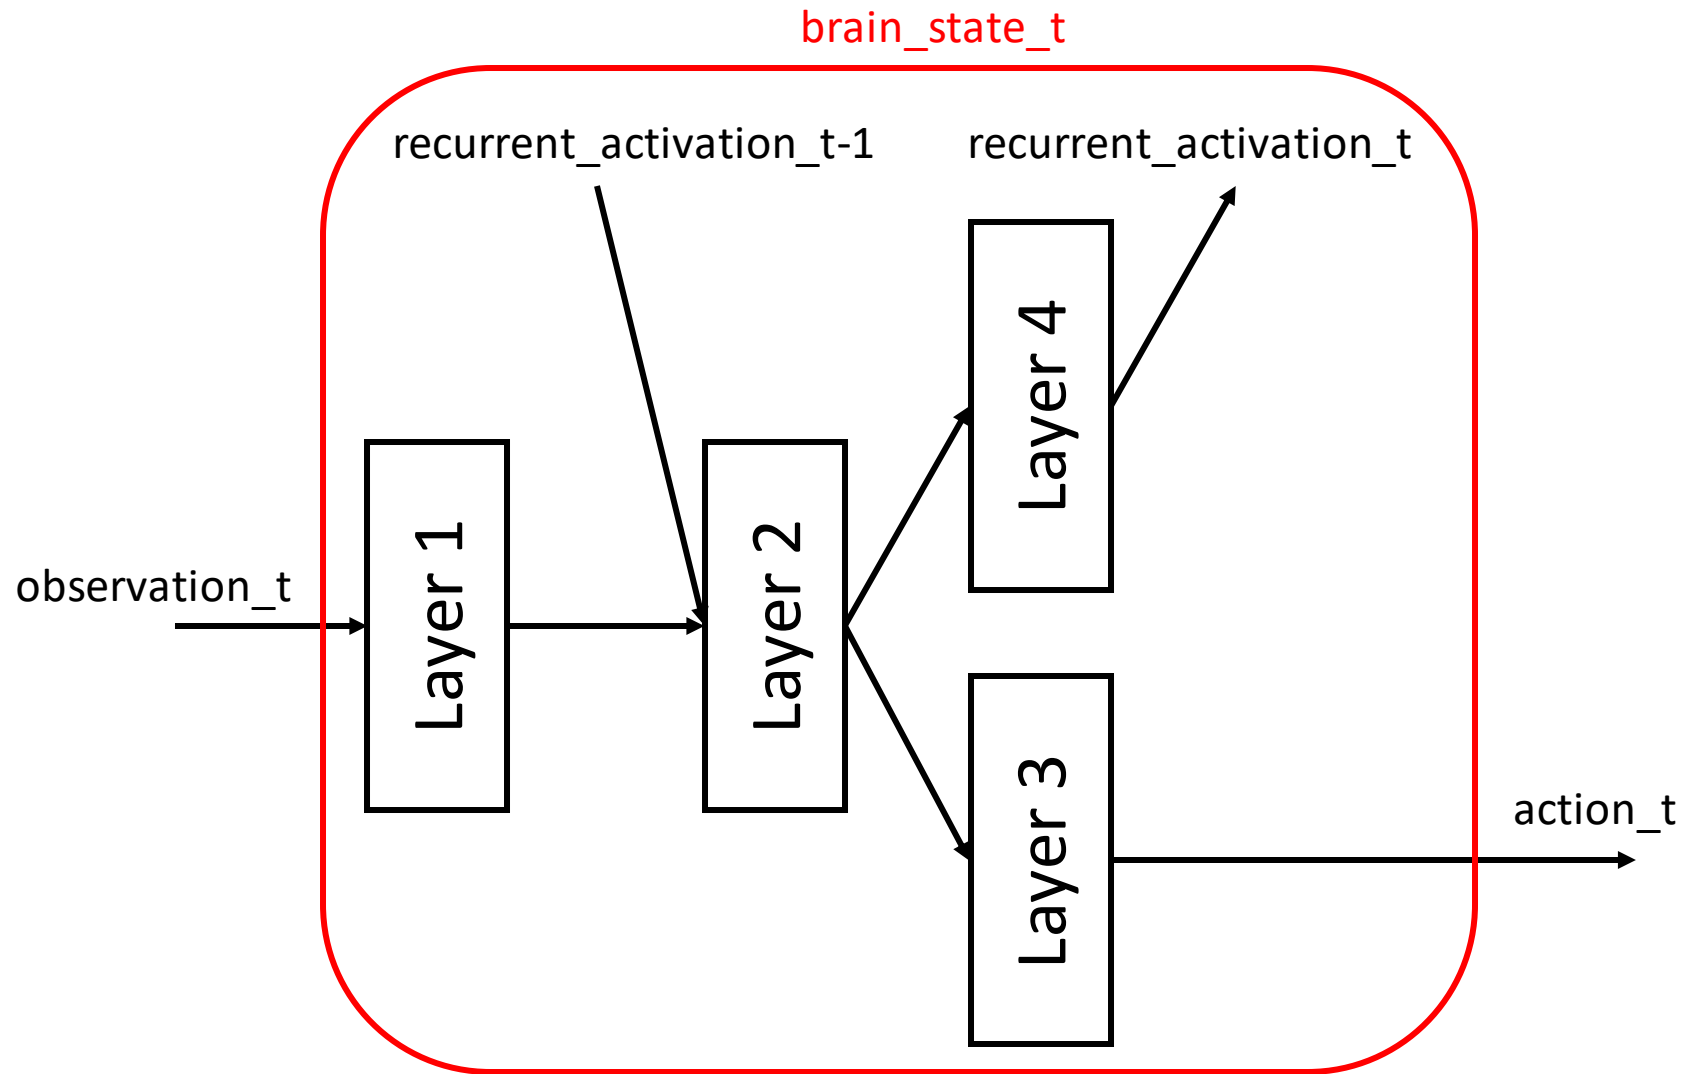 brain_state_t
recurrent_activation_t-1
recurrent_activation_t
Layer 4
Layer 1
Layer 2
observation_t
Layer 3
action_t